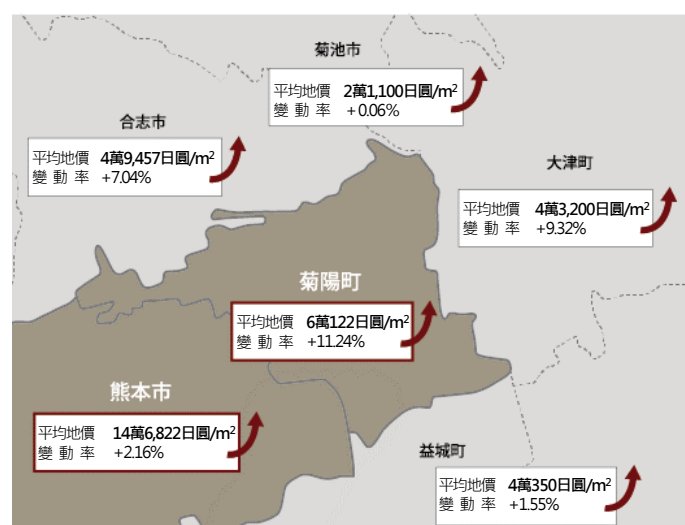 菊池市
平均地價 2萬1,100日圓/m²
變動率 +0.06%
合志市
平均地價 4萬9,457日圓/m²
變動率 +7.04%
大津町
平均地價 4萬3,200日圓/m²
變動率 +9.32%
菊陽町
平均地價 6萬122日圓/m²
變動率 +11.24%
熊本市
平均地價 14萬6,822日圓/m²
變動率 +2.16%
益城町
平均地價 4萬350日圓/m²
變動率 +1.55%